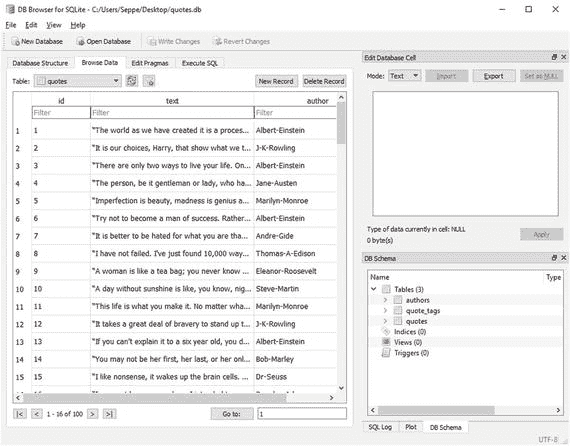 DB Browser for SQLite - C:/Users/Seppe/Desktop/quotes.db
File Edit View Help
New Database Open Database Write Changes Revert Changes
Database Structure Browse Data Edit Pragmas Execute SQL
Table: quotes New Record Delete Record
id text author
Filter Filter Filter
1 1 “The world as we have created it is a proces... Albert-Einstein
2 2 “It is our choices, Harry, that show what we t... J-K-Rowling
3 3 “There are only two ways to live your life. On... Albert-Einstein
4 4 “The person, be it gentleman or lady, who ha... Jane-Austen
5 5 “Imperfection is beauty, madness is genius a... Marilyn-Monroe
6 6 “Try not to become a man of success. Rather... Albert-Einstein
7 7 “It is better to be hated for what you are tha... Andre-Gide
8 8 “I have not failed. I've just found 10,000 way... Thomas-A-Edison
9 9 “A woman is like a tea bag; you never know ... Eleanor-Roosevelt
10 10 “A day without sunshine is like, you know, nig... Steve-Martin
11 11 “This life is what you make it. No matter wha... Marilyn-Monroe
12 12 “It takes a great deal of bravery to stand up t... J-K-Rowling
13 13 “If you can't explain it to a six year old, you d... Albert-Einstein
14 14 “You may not be her first, her last, or her onl... Bob-Marley
15 15 “I like nonsense, it wakes up the brain cells. ... Dr-Seuss
1 - 16 of 100 Go to: 1
Edit Database Cell
Mode: Text Import Export Set as NULL
Type of data currently in cell: NULL
0 byte(s)
Apply
DB Schema
Name Type
Tables (3)
authors
quote_tags
quotes
Indices (0)
Views (0)
Triggers (0)
SQL Log Plot DB Schema
UTF-8